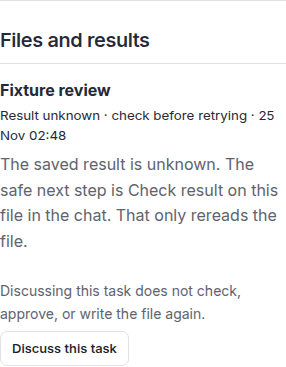 Files and results
Fixture review
Result unknown · check before retrying · 25
Nov 02:48
The saved result is unknown. The
safe next step is Check result on this
file in the chat. That only rereads the
file.
Discussing this task does not check,
approve, or write the file again.
Discuss this task